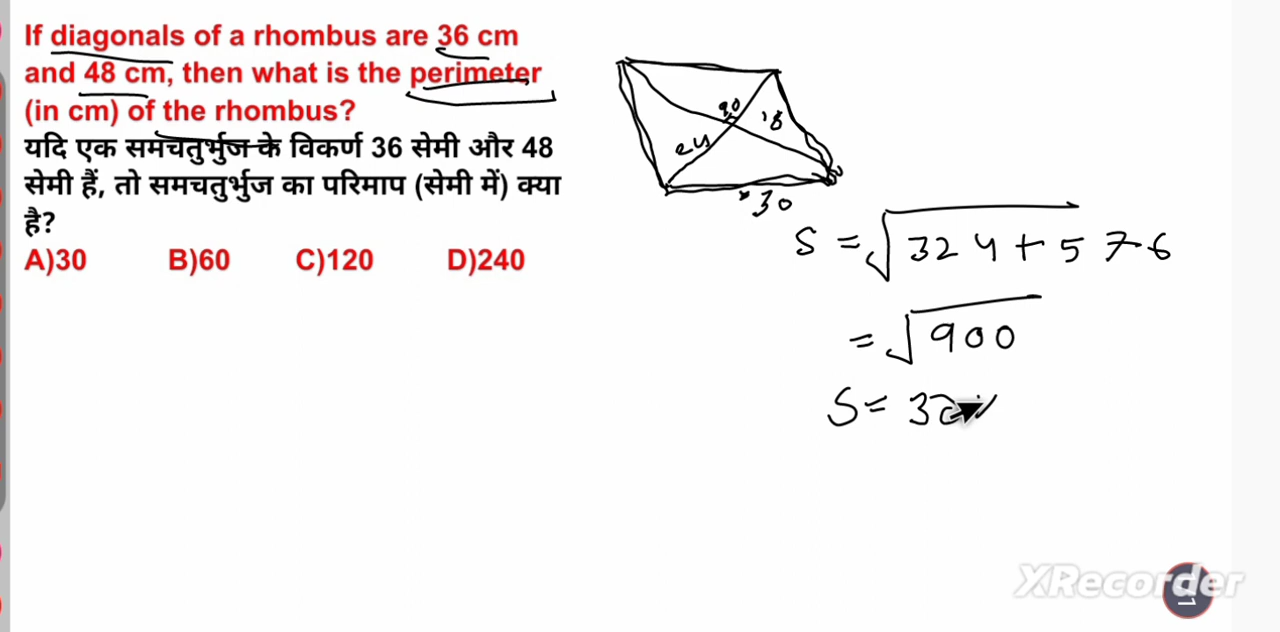 If diagonals of a rhombus are 36 cm
and 48 cm, then what is the perimeter
(in cm) of the rhombus?
यदि एक समचतुर्भुज के विकर्ण 36 सेमी और 48
सेमी हैं, तो समचतुर्भुज का परिमाप (सेमी में) क्या
है?
A)30 B)60 C)120 D)240
90
18
24
30
S = √324+576
= √900
S = 30
XRecorder